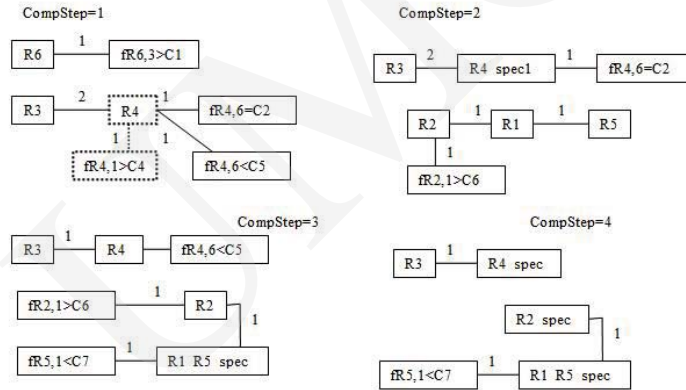 CompStep=1
R6
1
fR6,3>C1
R3
2
R4
1
fR4,6=C2
1
1
fR4,1>C4
fR4,6<C5
CompStep=2
R3
2
R4 spec1
1
fR4,6=C2
R2
1
R1
1
R5
1
fR2,1>C6
CompStep=3
R3
1
R4
fR4,6<C5
fR2,1>C6
1
R2
1
fR5,1<C7
1
R1 R5 spec
CompStep=4
R3
1
R4 spec
R2 spec
1
fR5,1<C7
1
R1 R5 spec